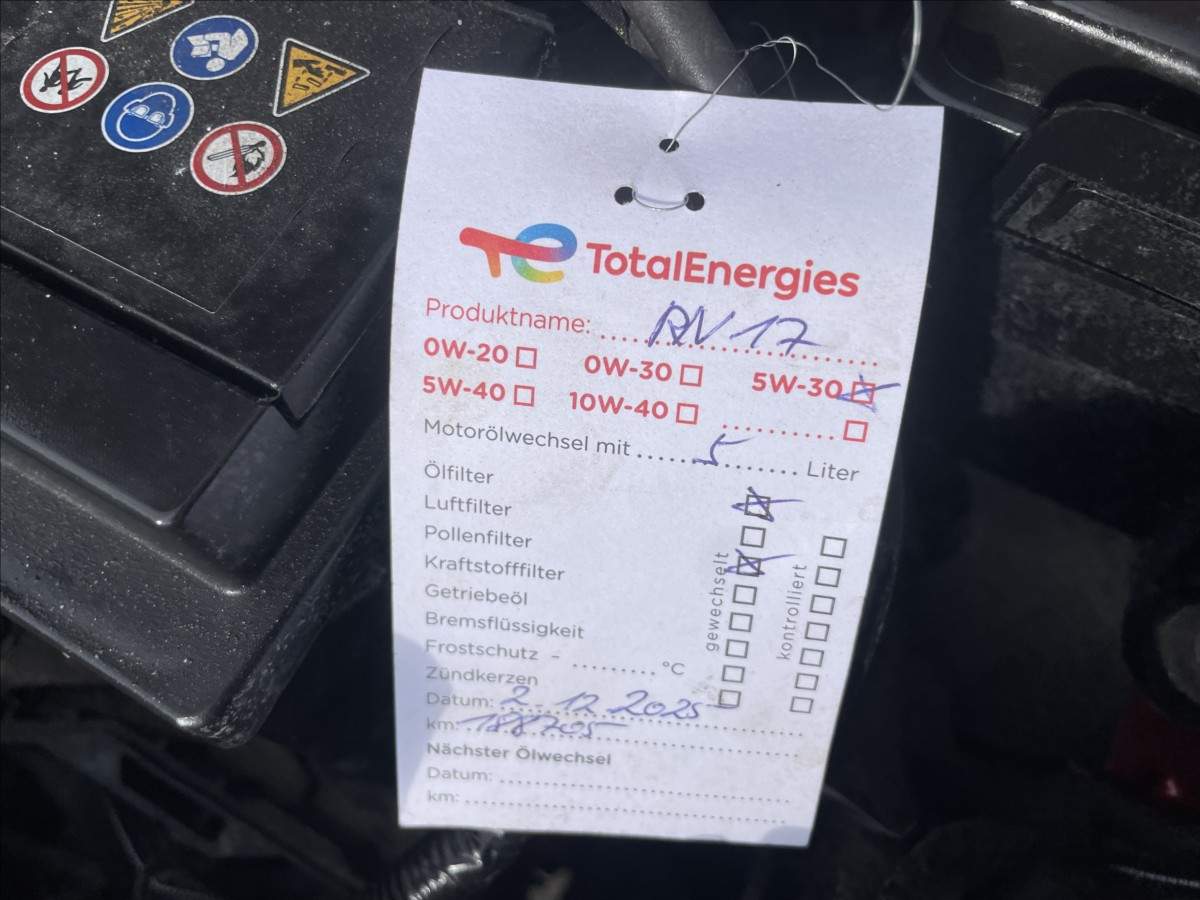 TotalEnergies
Produktname: RN 17
0W-20 0W-30 5W-30
5W-40 10W-40
Motorölwechsel mit 5 Liter
Ölfilter
Luftfilter
Pollenfilter
Kraftstofffilter
Getriebeöl
Bremsflüssigkeit
Frostschutz - °C
Zündkerzen
gewechselt
kontrolliert
Datum: 2.12.2025
km: 188705
Nächster Ölwechsel
Datum:
km: